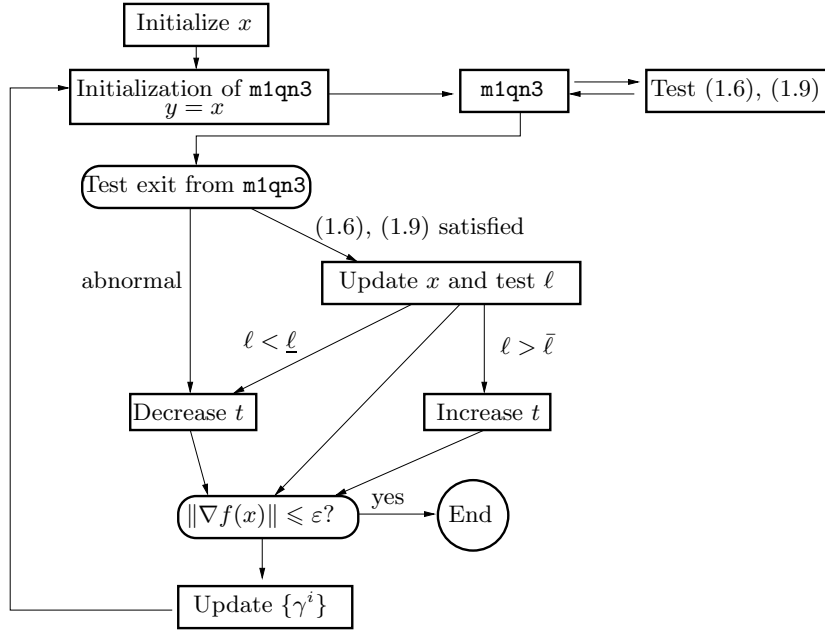 Initialize x
Initialization of m1qn3
y = x
m1qn3
Test (1.6), (1.9)
Test exit from m1qn3
(1.6), (1.9) satisfied
abnormal
Update x and test ℓ
ℓ < ℓ̲
ℓ > ℓ̄
Decrease t
Increase t
‖∇f(x)‖ ⩽ ε?
yes
End
Update {γⁱ}